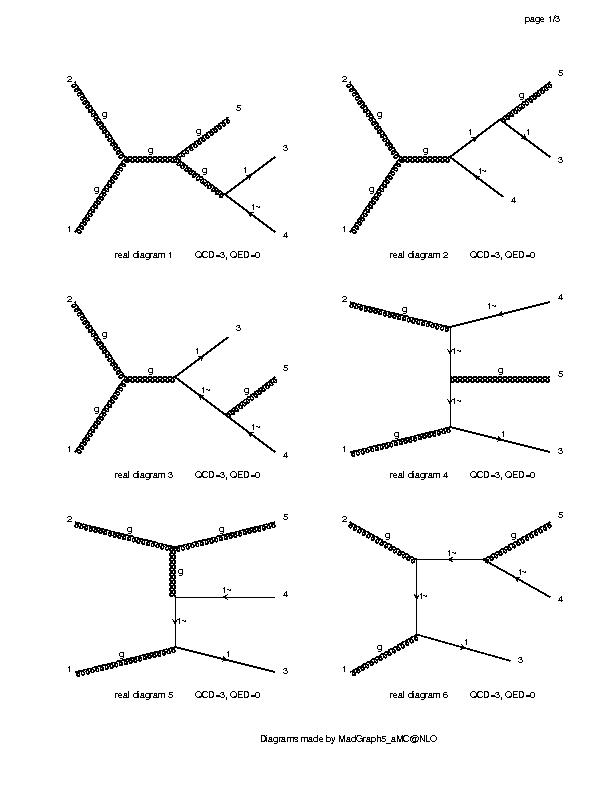 page 1/3
2
g
g
g
g
g
5
1
3
1~
4
1
real diagram 1 QCD=3, QED=0
2
g
g
g
g
5
1
1
3
1~
4
1
real diagram 2 QCD=3, QED=0
2
g
g
g
1
3
g
5
1~
1~
4
1
real diagram 3 QCD=3, QED=0
2
g
1~
4
1~
g
5
1~
g
1
1
3
real diagram 4 QCD=3, QED=0
2
g
g
5
g
1~
4
1~
g
1
1
3
real diagram 5 QCD=3, QED=0
2
g
1~
g
5
1~
4
1~
g
1
1
3
real diagram 6 QCD=3, QED=0
Diagrams made by MadGraph5_aMC@NLO